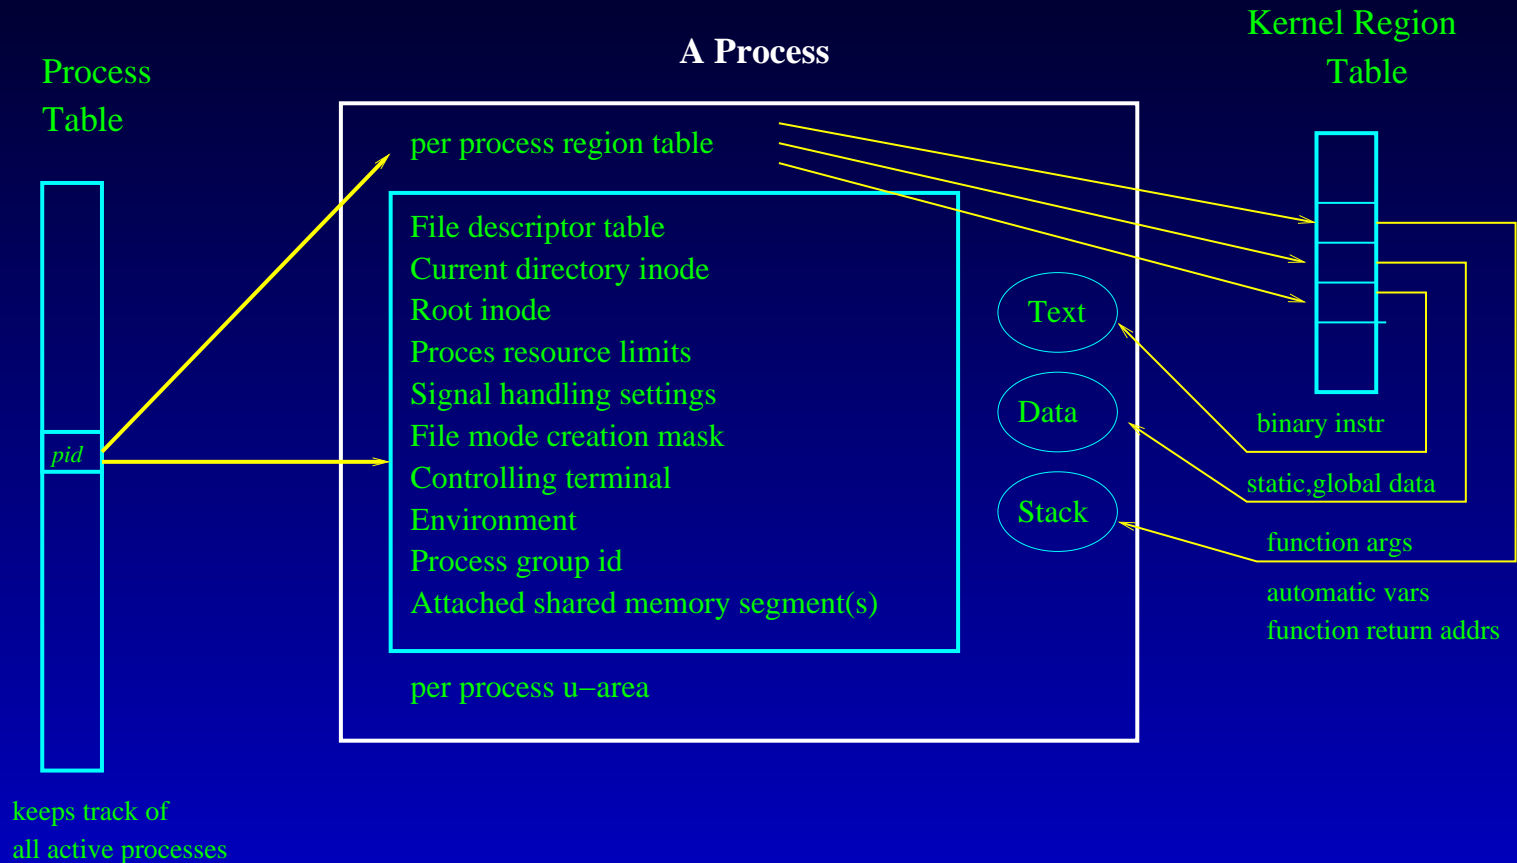 A Process
Process
Table
Kernel Region
Table
per process region table
File descriptor table
Current directory inode
Root inode
Proces resource limits
Signal handling settings
File mode creation mask
Controlling terminal
Environment
Process group id
Attached shared memory segment(s)
per process u−area
pid
Text
Data
Stack
binary instr
static,global data
function args
automatic vars
function return addrs
keeps track of
all active processes